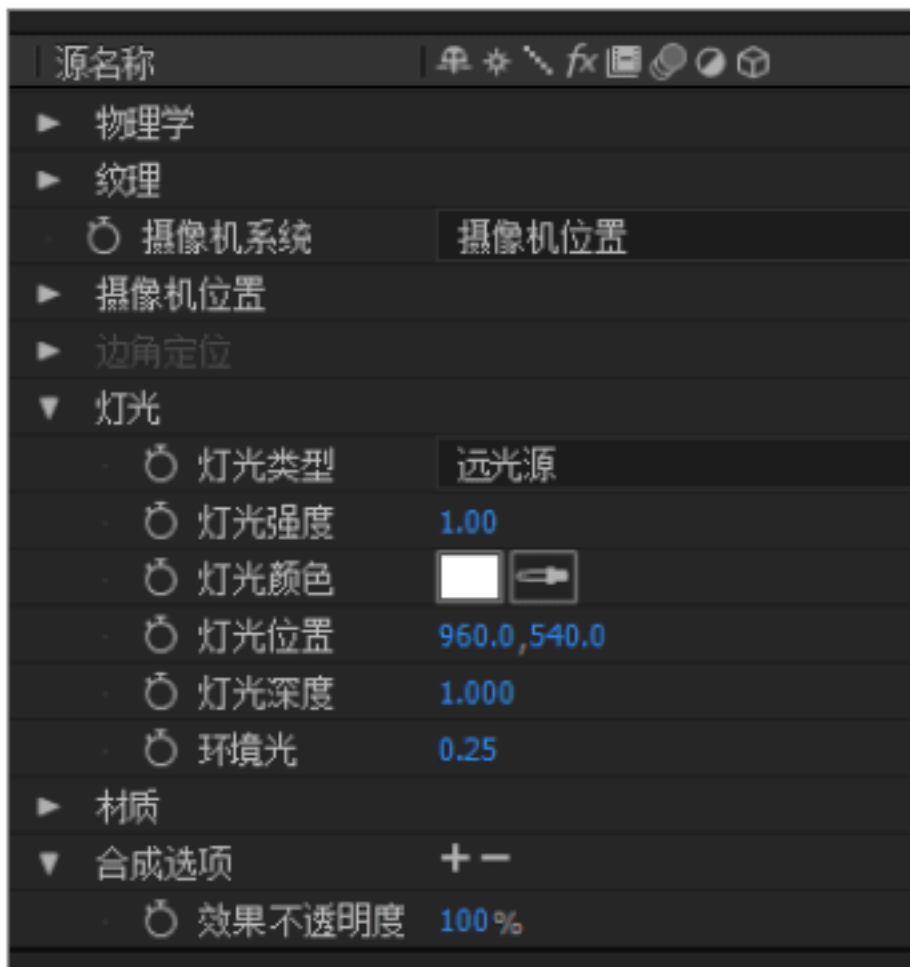 源名称 fx
物理学
纹理
摄像机系统 摄像机位置
摄像机位置
边角定位
灯光
灯光类型 远光源
灯光强度 1.00
灯光颜色
灯光位置 960.0,540.0
灯光深度 1.000
环境光 0.25
材质
合成选项 + −
效果不透明度 100%